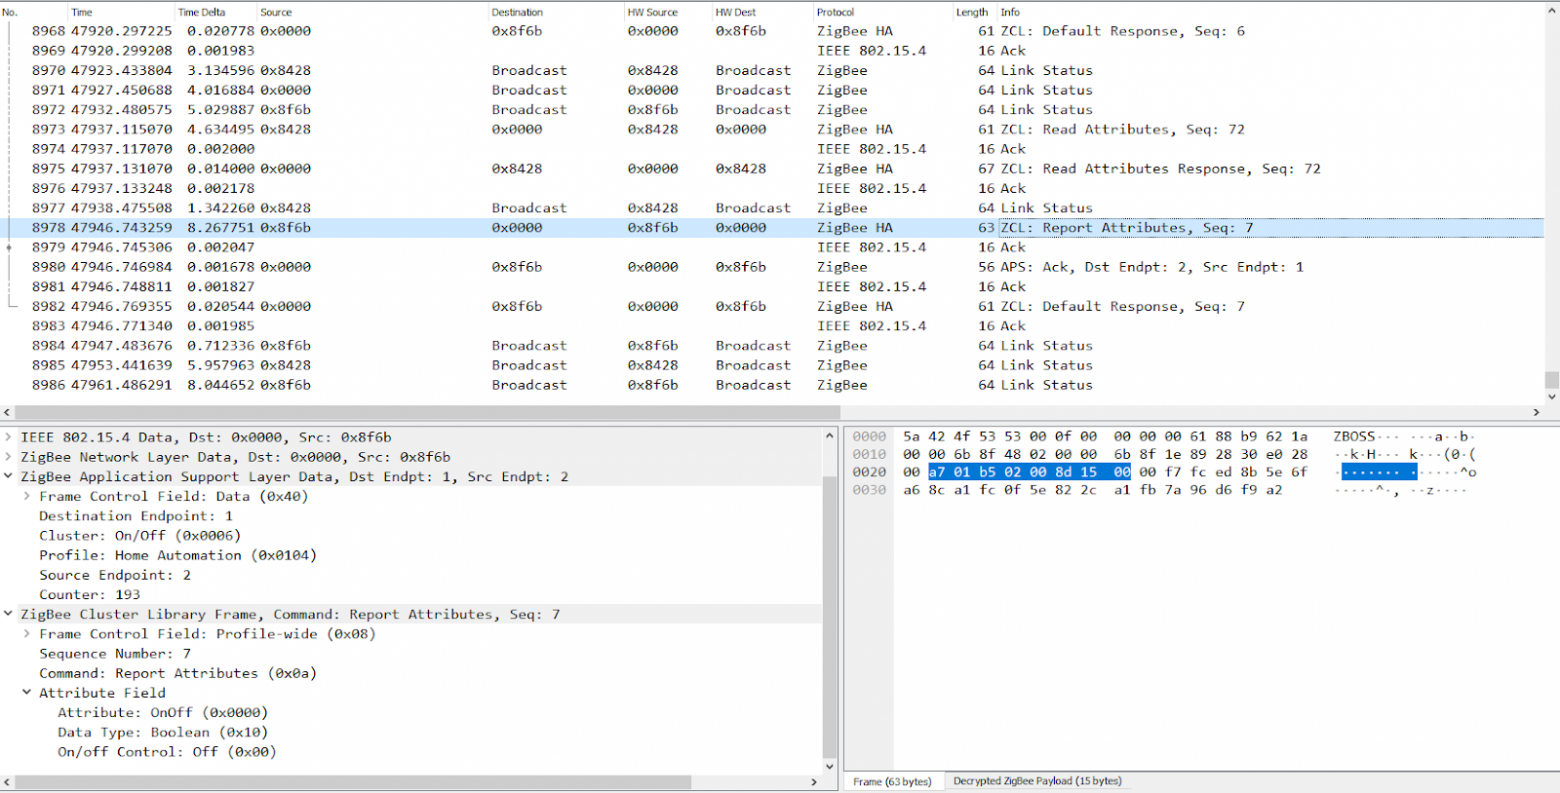 No. Time Time Delta Source Destination HW Source HW Dest Protocol Length Info
8968 47920.297225 0.020778 0x0000 0x8f6b 0x0000 0x8f6b ZigBee HA 61 ZCL: Default Response, Seq: 6
8969 47920.299208 0.001983 IEEE 802.15.4 16 Ack
8970 47923.433804 3.134596 0x8428 Broadcast 0x8428 Broadcast ZigBee 64 Link Status
8971 47927.450688 4.016884 0x0000 Broadcast 0x0000 Broadcast ZigBee 64 Link Status
8972 47932.480575 5.029887 0x8f6b Broadcast 0x8f6b Broadcast ZigBee 64 Link Status
8973 47937.115070 4.634495 0x8428 0x0000 0x8428 0x0000 ZigBee HA 61 ZCL: Read Attributes, Seq: 72
8974 47937.117070 0.002000 IEEE 802.15.4 16 Ack
8975 47937.131070 0.014000 0x0000 0x8428 0x0000 0x8428 ZigBee HA 67 ZCL: Read Attributes Response, Seq: 72
8976 47937.133248 0.002178 IEEE 802.15.4 16 Ack
8977 47938.475508 1.342260 0x8428 Broadcast 0x8428 Broadcast ZigBee 64 Link Status
8978 47946.743259 8.267751 0x8f6b 0x0000 0x8f6b 0x0000 ZigBee HA 63 ZCL: Report Attributes, Seq: 7
8979 47946.745306 0.002047 IEEE 802.15.4 16 Ack
8980 47946.746984 0.001678 0x0000 0x8f6b 0x0000 0x8f6b ZigBee 56 APS: Ack, Dst Endpt: 2, Src Endpt: 1
8981 47946.748811 0.001827 IEEE 802.15.4 16 Ack
8982 47946.769355 0.020544 0x0000 0x8f6b 0x0000 0x8f6b ZigBee HA 61 ZCL: Default Response, Seq: 7
8983 47946.771340 0.001985 IEEE 802.15.4 16 Ack
8984 47947.483676 0.712336 0x8f6b Broadcast 0x8f6b Broadcast ZigBee 64 Link Status
8985 47953.441639 5.957963 0x8428 Broadcast 0x8428 Broadcast ZigBee 64 Link Status
8986 47961.486291 8.044652 0x8f6b Broadcast 0x8f6b Broadcast ZigBee 64 Link Status
IEEE 802.15.4 Data, Dst: 0x0000, Src: 0x8f6b
ZigBee Network Layer Data, Dst: 0x0000, Src: 0x8f6b
ZigBee Application Support Layer Data, Dst Endpt: 1, Src Endpt: 2
Frame Control Field: Data (0x40)
Destination Endpoint: 1
Cluster: On/Off (0x0006)
Profile: Home Automation (0x0104)
Source Endpoint: 2
Counter: 193
ZigBee Cluster Library Frame, Command: Report Attributes, Seq: 7
Frame Control Field: Profile-wide (0x08)
Sequence Number: 7
Command: Report Attributes (0x0a)
Attribute Field
Attribute: OnOff (0x0000)
Data Type: Boolean (0x10)
On/off Control: Off (0x00)
0000 5a 42 4f 53 53 00 0f 00 00 00 00 61 88 b9 62 1a ZBOSS··· ···a··b·
0010 00 00 6b 8f 48 02 00 00 6b 8f 1e 89 28 30 e0 28 ··k·H··· k···(0·(
0020 00 a7 01 b5 02 00 8d 15 00 00 f7 fc ed 8b 5e 6f ········ ······^o
0030 a6 8c a1 fc 0f 5e 82 2c a1 fb 7a 96 d6 f9 a2 ·····^·, ··z····
Frame (63 bytes) Decrypted ZigBee Payload (15 bytes)